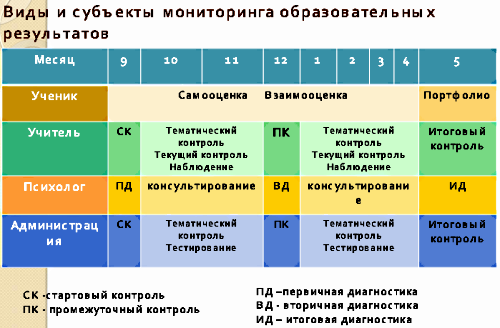 Виды и субъекты мониторинга образовательных
результатов
Месяц 9 10 11 12 1 2 3 4 5
Ученик Самооценка Взаимооценка Портфолио
Учитель СК Тематический контроль Текущий контроль Наблюдение ПК Тематический контроль Текущий контроль Наблюдение Итоговый контроль
Психолог ПД консультирование ВД консультирование ИД
Администрация СК Тематический контроль Тестирование ПК Тематический контроль Тестирование Итоговый контроль
СК -стартовый контроль
ПК - промежуточный контроль
ПД –первичная диагностика
ВД - вторичная диагностика
ИД – итоговая диагностика